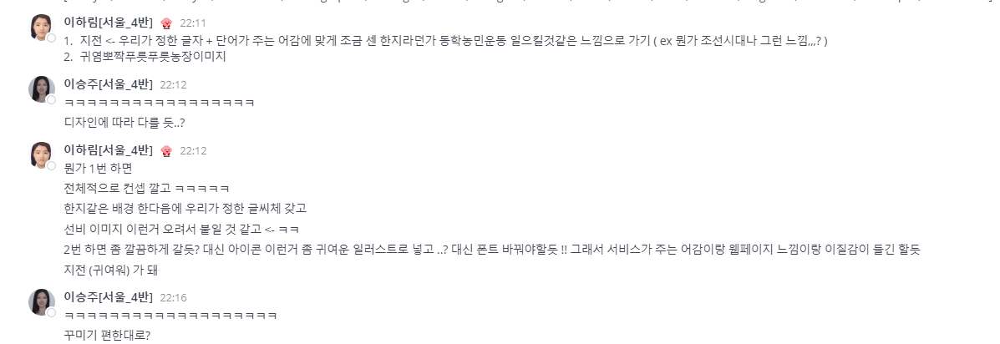 이하림[서울_4반] 22:11
1. 지전 <- 우리가 정한 글자 + 단어가 주는 어감에 맞게 조금 센 한지라던가 동학농민운동 일으킬것같은 느낌으로 가기 ( ex 뭔가 조선시대나 그런 느낌,,,? )
2. 귀염뽀짝푸릇푸릇농장이미지
이승주[서울_4반] 22:12
ㅋㅋㅋㅋㅋㅋㅋㅋㅋㅋㅋㅋㅋㅋㅋㅋㅋ
디자인에 따라 다를 듯..?
이하림[서울_4반] 22:12
뭔가 1번 하면
전체적으로 컨셉 깔고 ㅋㅋㅋㅋㅋ
한지같은 배경 한다음에 우리가 정한 글씨체 갖고
선비 이미지 이런거 오려서 붙일 것 같고 <- ㅋㅋ
2번 하면 좀 깔끔하게 갈듯? 대신 아이콘 이런거 좀 귀여운 일러스트로 넣고 ..? 대신 폰트 바꿔야할듯 !! 그래서 서비스가 주는 어감이랑 웹페이지 느낌이랑 이질감이 들긴 할듯
지전 (귀여워) 가 돼
이승주[서울_4반] 22:16
ㅋㅋㅋㅋㅋㅋㅋㅋㅋㅋㅋㅋㅋㅋㅋㅋㅋㅋㅋ
꾸미기 편한대로?